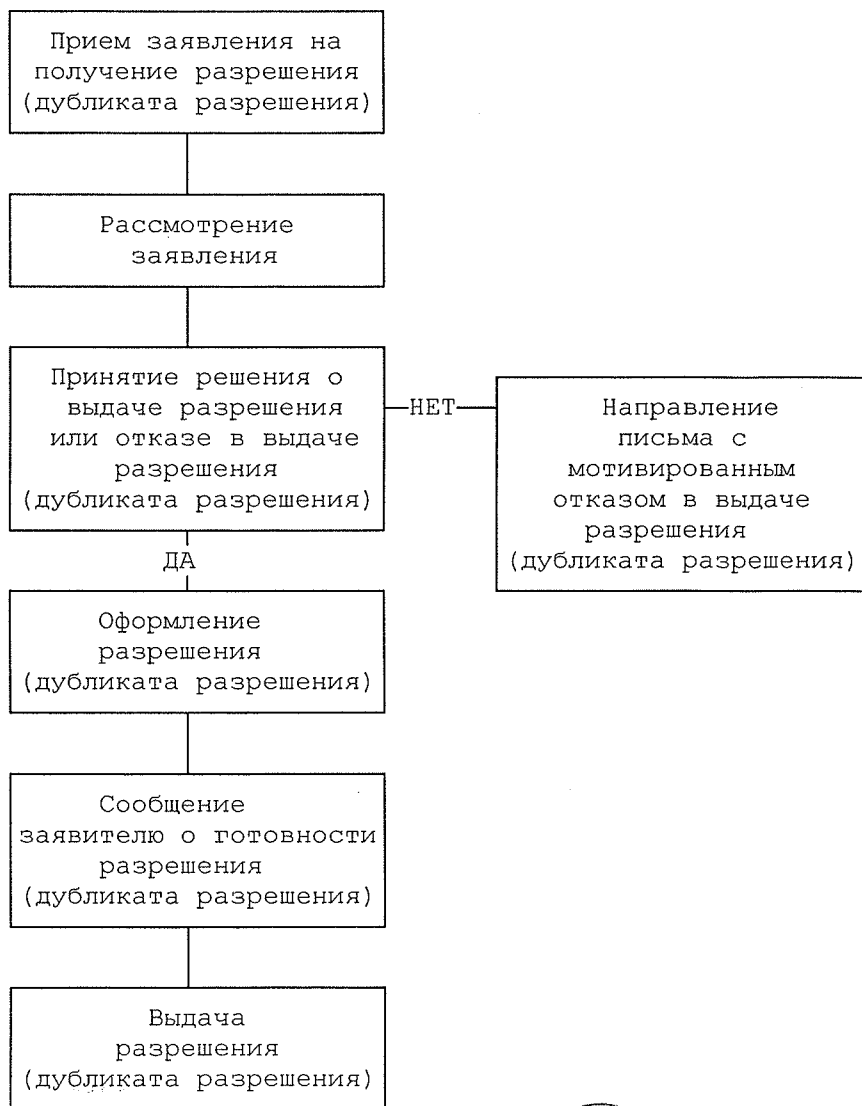 Прием заявления на
получение разрешения
(дубликата разрешения)
Рассмотрение
заявления
Принятие решения о
выдаче разрешения
или отказе в выдаче
разрешения
(дубликата разрешения)
НЕТ
Направление
письма с
мотивированным
отказом в выдаче
разрешения
(дубликата разрешения)
ДА
Оформление
разрешения
(дубликата разрешения)
Сообщение
заявителю о готовности
разрешения
(дубликата разрешения)
Выдача
разрешения
(дубликата разрешения)